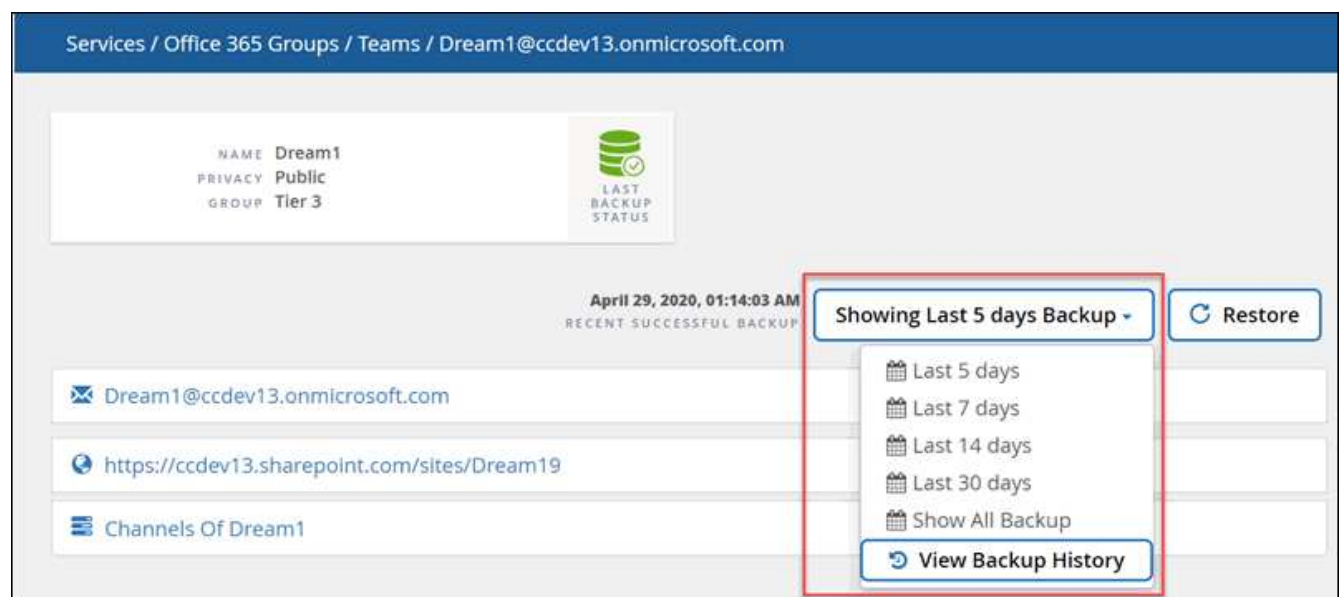 Services / Office 365 Groups / Teams / Dream1@ccdev13.onmicrosoft.com
NAME Dream1
PRIVACY Public
GROUP Tier 3
LAST
BACKUP
STATUS
April 29, 2020, 01:14:03 AM
RECENT SUCCESSFUL BACKUP
Showing Last 5 days Backup
Restore
Last 5 days
Last 7 days
Last 14 days
Last 30 days
Show All Backup
View Backup History
Dream1@ccdev13.onmicrosoft.com
https://ccdev13.sharepoint.com/sites/Dream19
Channels Of Dream1